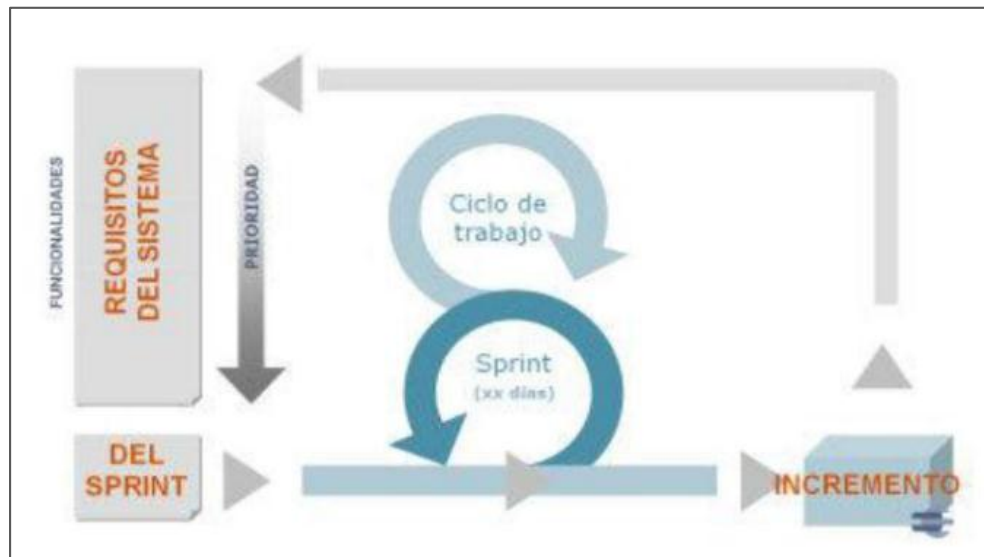 FUNCIONALIDADES
REQUISITOS
DEL SISTEMA
PRIORIDAD
Ciclo de
trabajo
Sprint
(xx días)
DEL
SPRINT
INCREMENTO